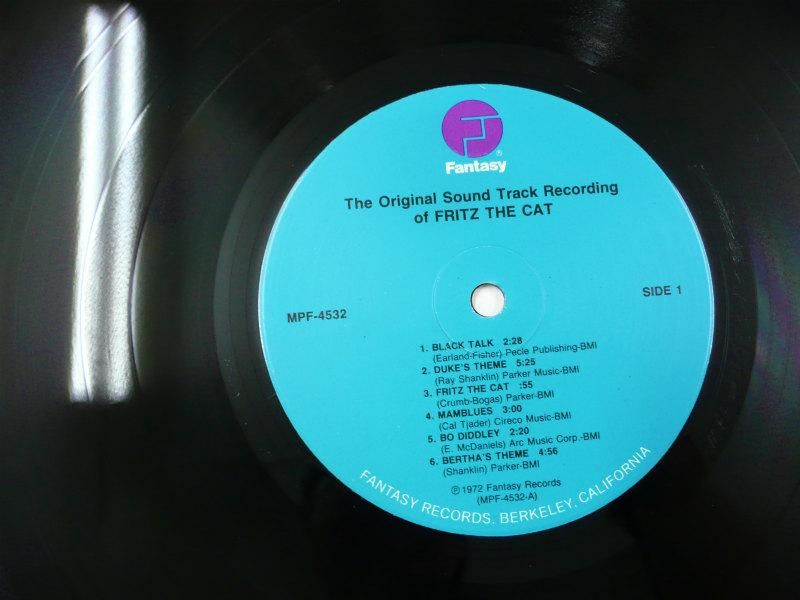 Fantasy®
The Original Sound Track Recording
of FRITZ THE CAT
SIDE 1
MPF-4532
1. BLACK TALK 2:28
(Earland-Fisher) Pecle Publishing-BMI
2. DUKE'S THEME 5:25
(Ray Shanklin) Parker Music-BMI
3. FRITZ THE CAT :55
(Crumb-Bogas) Parker-BMI
4. MAMBLUES 3:00
(Cal Tjader) Cireco Music-BMI
5. BO DIDDLEY 2:20
(E. McDaniels) Arc Music Corp.-BMI
6. BERTHA'S THEME 4:56
(Shanklin) Parker-BMI
℗ 1972 Fantasy Records
(MPF-4532-A)
FANTASY RECORDS, BERKELEY, CALIFORNIA